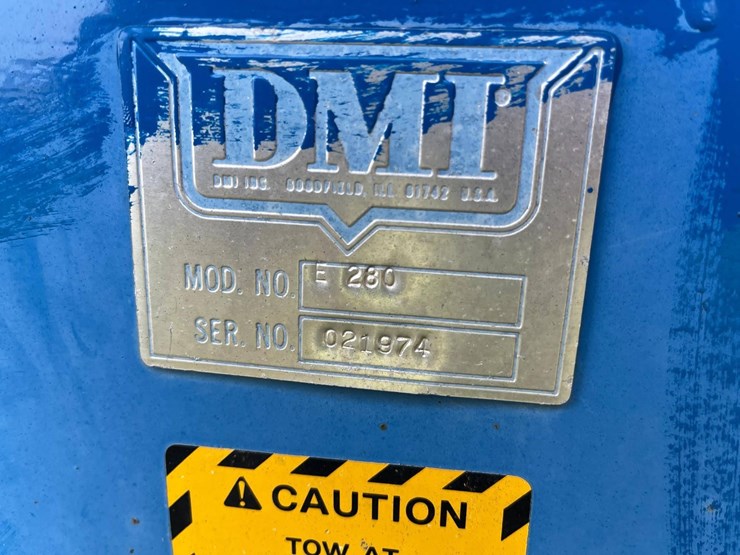 DMI
DMI INC. GOODFIELD, ILL 61742 U.S.A.
MOD. NO. E 280
SER. NO. 021974
CAUTION
TOW AT